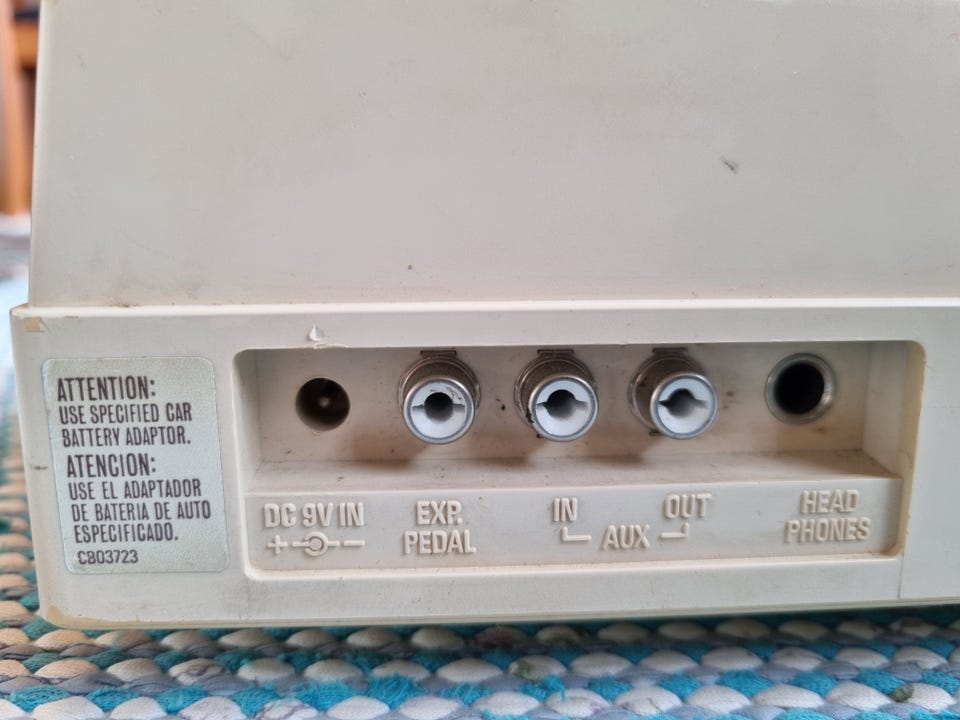 ATTENTION:
USE SPECIFIED CAR
BATTERY ADAPTOR.
ATENCION:
USE EL ADAPTADOR
DE BATERIA DE AUTO
ESPECIFICADO.
CB03723
DC 9V IN
+ -
EXP.
PEDAL
IN OUT
AUX
HEAD
PHONES